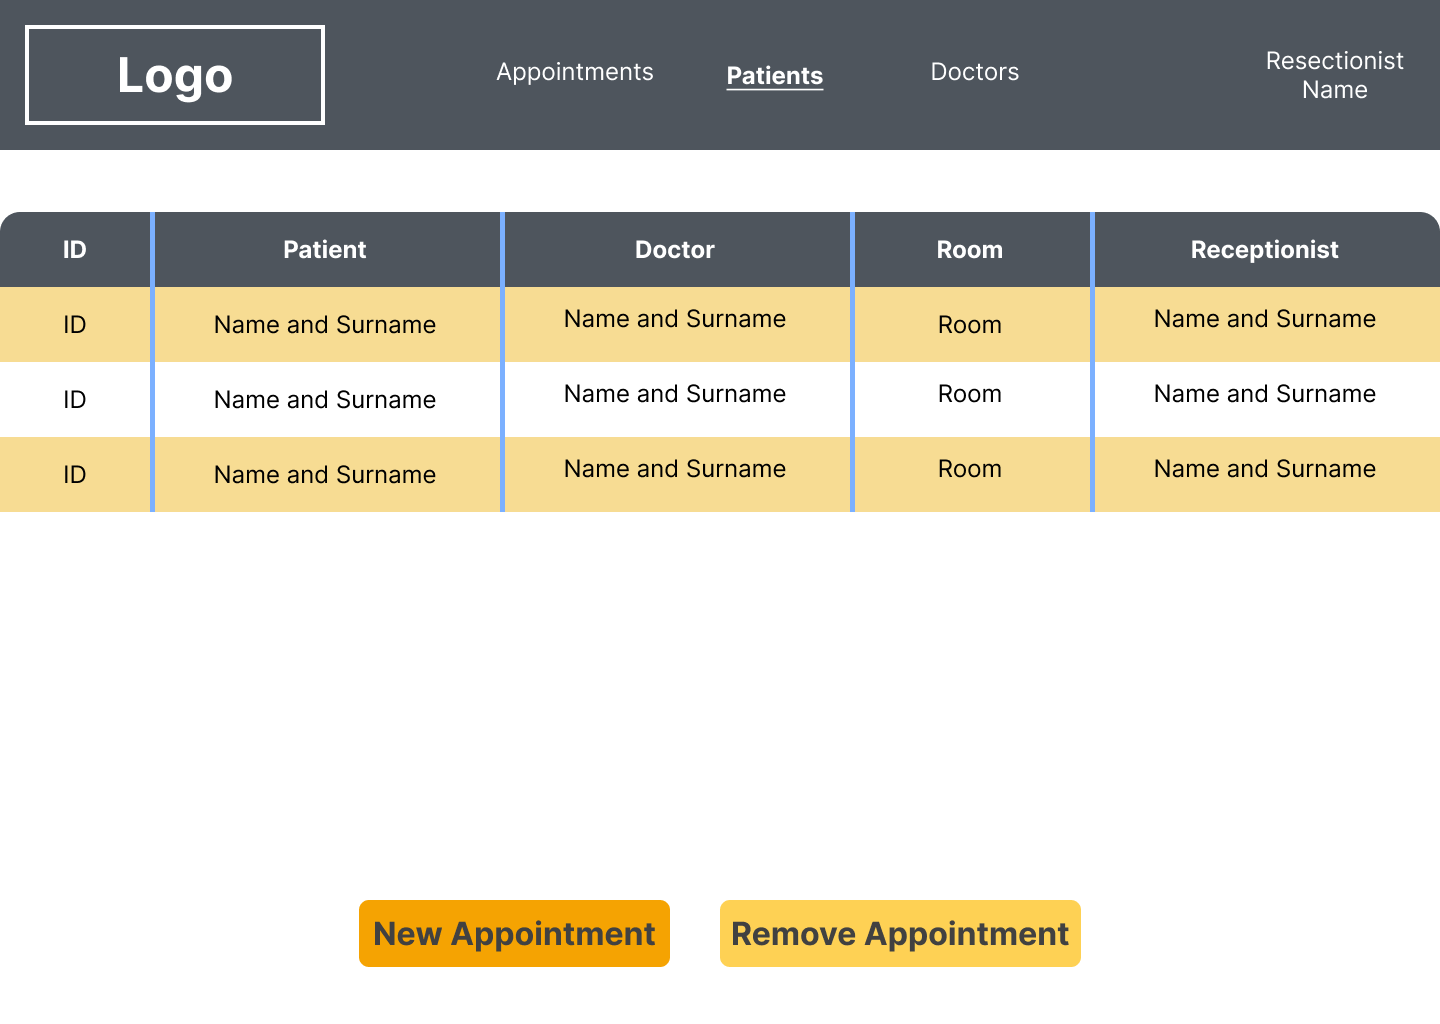 Logo
Appointments
Patients
Doctors
Resectionist
Name
ID Patient Doctor Room Receptionist
ID Name and Surname Name and Surname Room Name and Surname
ID Name and Surname Name and Surname Room Name and Surname
ID Name and Surname Name and Surname Room Name and Surname
New Appointment
Remove Appointment